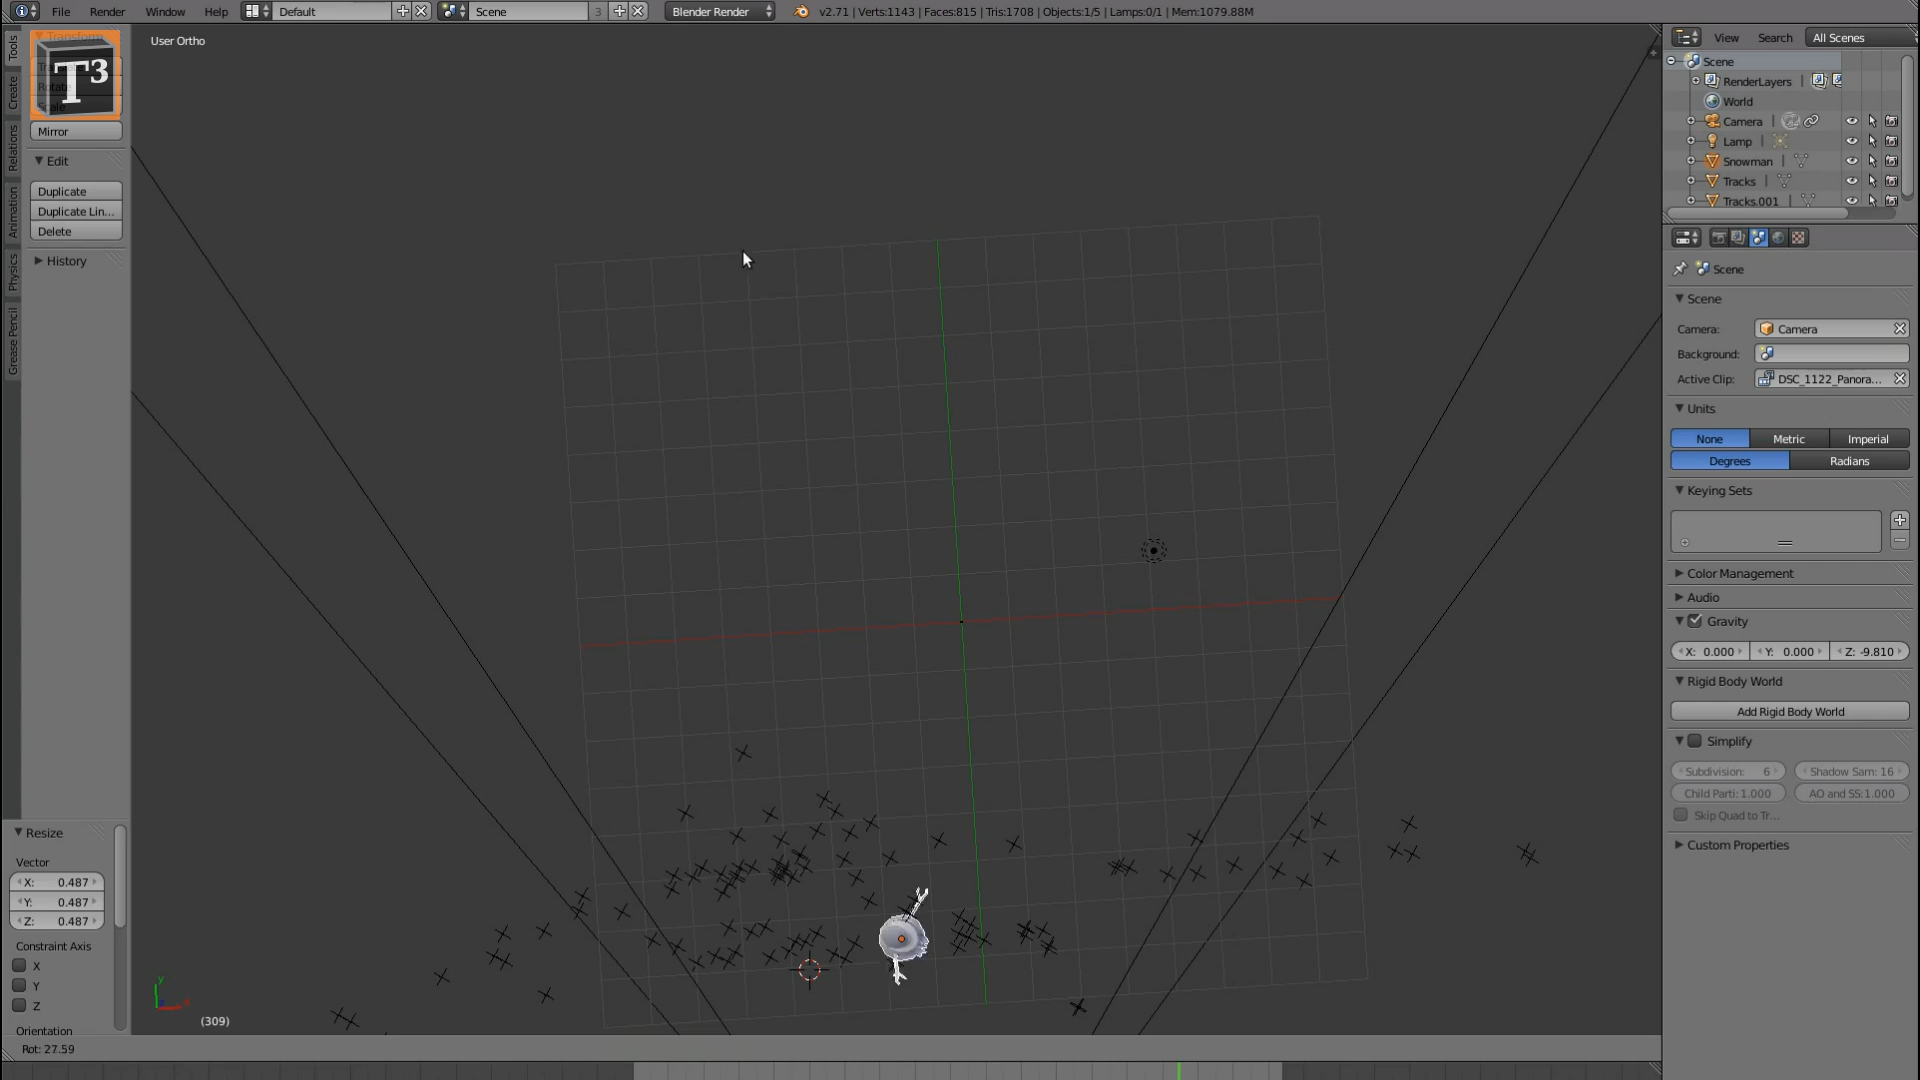 File Render Window Help Default Scene 3 Blender Render v2.71 | Verts:1143 | Faces:815 | Tris:1708 | Objects:1/5 | Lamps:0/1 | Mem:1079.88M
User Ortho
Tools
Create
Relations
Animation
Physics
Grease Pencil
Transform
T³
Rotate
Scale
Mirror
Edit
Duplicate
Duplicate Lin...
Delete
History
Resize
Vector
X: 0.487
Y: 0.487
Z: 0.487
Constraint Axis
X
Y
Z
Orientation
y
(309)
Rot: 27.59
View Search All Scenes
Scene
RenderLayers
World
Camera
Lamp
Snowman
Tracks
Tracks.001
Scene
Scene
Camera: Camera
Background:
Active Clip: DSC_1122_Panora...
Units
None Metric Imperial
Degrees Radians
Keying Sets
Color Management
Audio
Gravity
X: 0.000 Y: 0.000 Z: -9.810
Rigid Body World
Add Rigid Body World
Simplify
Subdivision: 6 Shadow Sam: 16
Child Parti: 1.000 AO and SS:1.000
Skip Quad to Tr...
Custom Properties